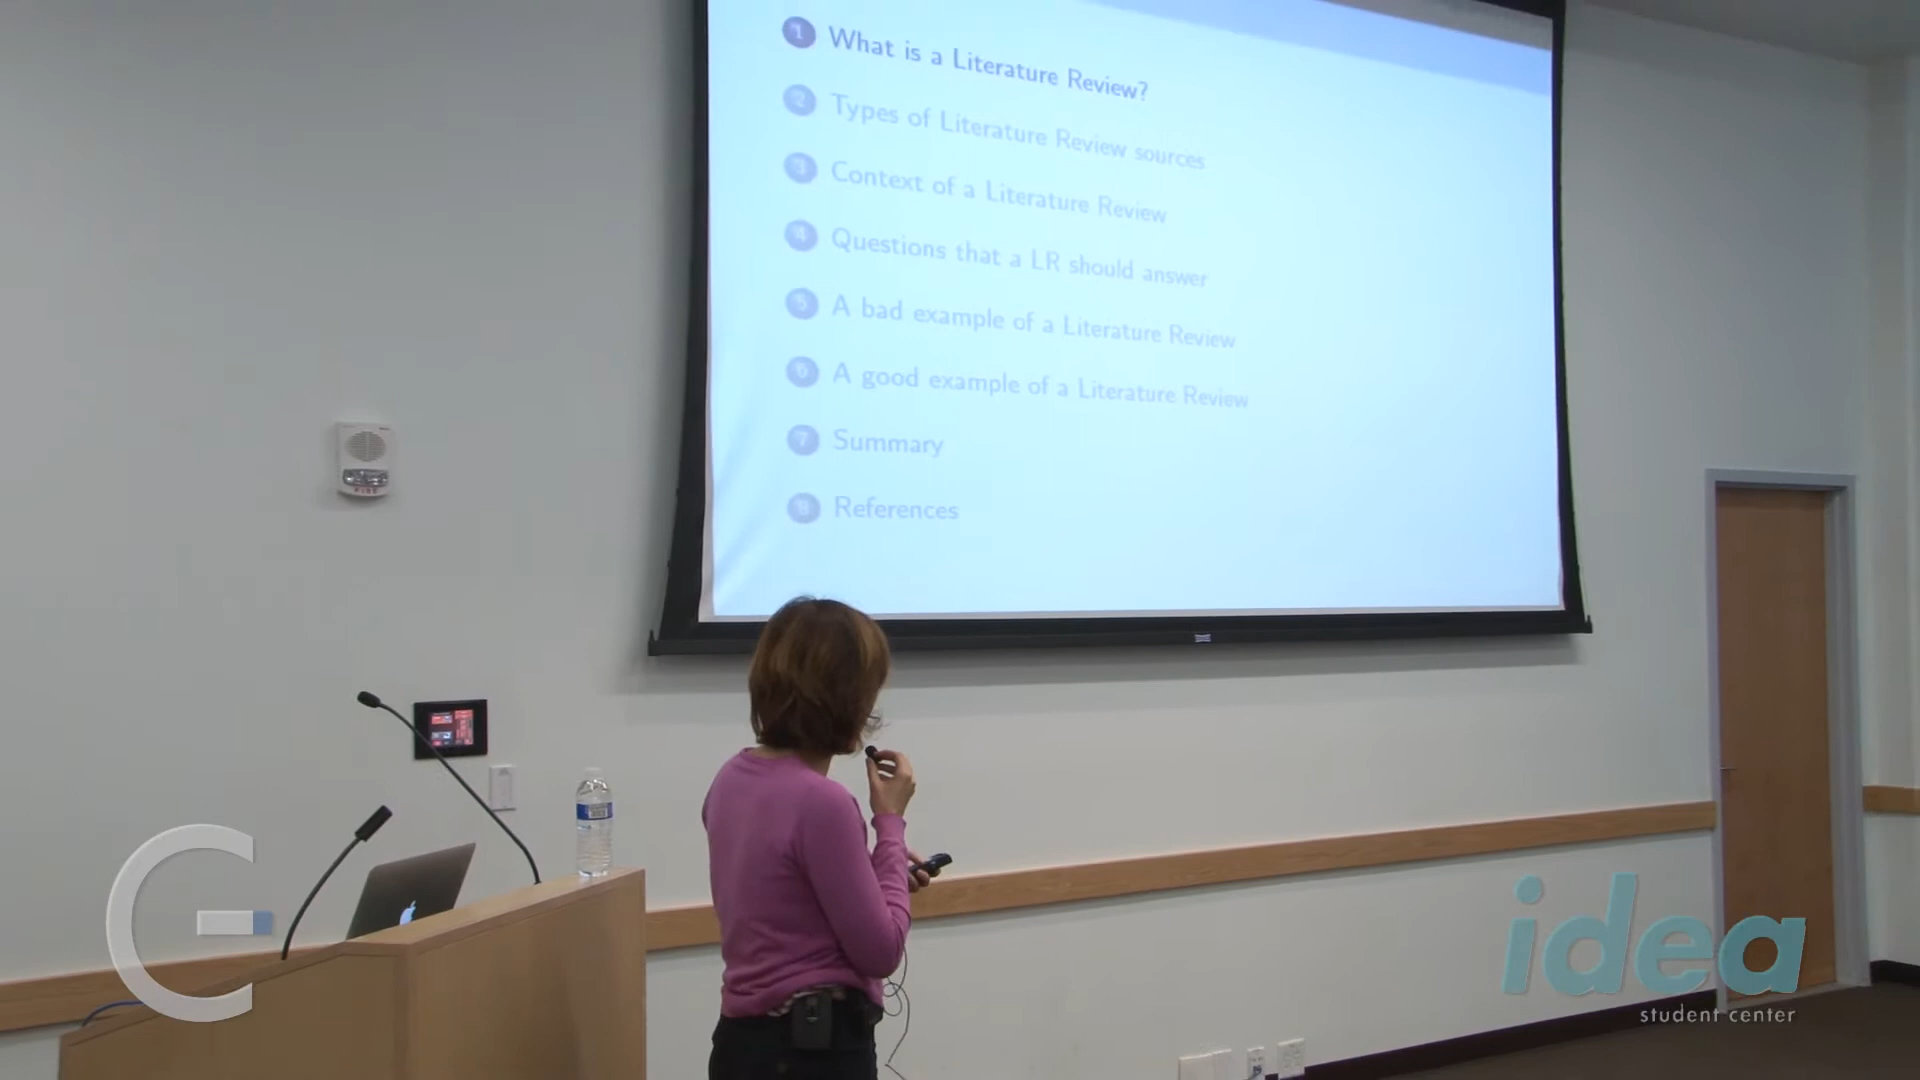 1 What is a Literature Review?
2 Types of Literature Review sources
3 Context of a Literature Review
4 Questions that a LR should answer
5 A bad example of a Literature Review
6 A good example of a Literature Review
7 Summary
8 References
FIRE
idea
student center